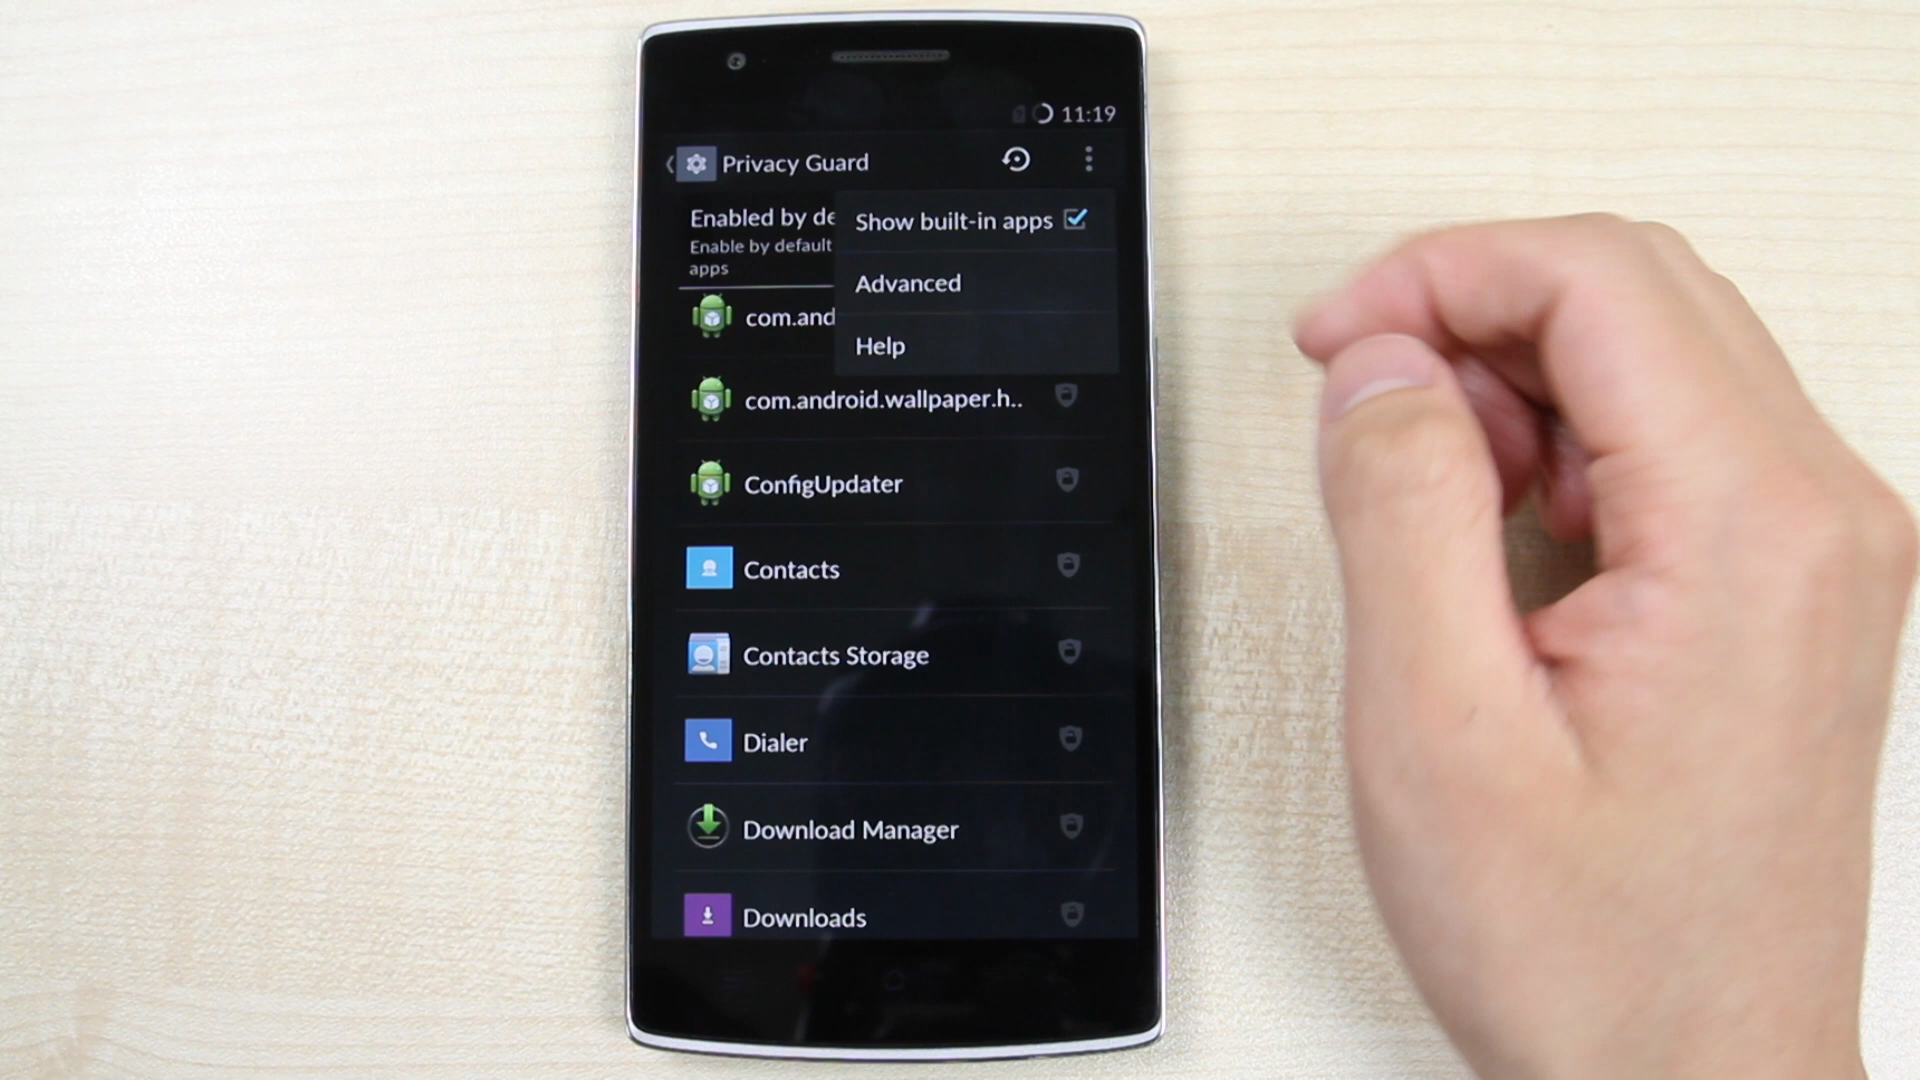 11:19
Privacy Guard
Enabled by de
Enable by default
apps
Show built-in apps
Advanced
Help
com.and
com.android.wallpaper.h..
ConfigUpdater
Contacts
Contacts Storage
Dialer
Download Manager
Downloads